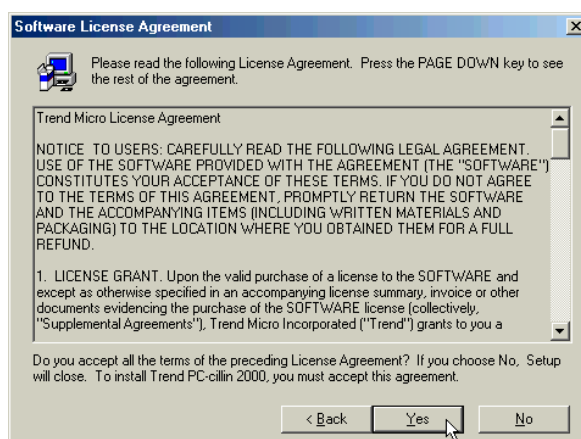 Software License Agreement
Please read the following License Agreement. Press the PAGE DOWN key to see
the rest of the agreement.
Trend Micro License Agreement
NOTICE TO USERS: CAREFULLY READ THE FOLLOWING LEGAL AGREEMENT.
USE OF THE SOFTWARE PROVIDED WITH THE AGREEMENT (THE "SOFTWARE")
CONSTITUTES YOUR ACCEPTANCE OF THESE TERMS. IF YOU DO NOT AGREE
TO THE TERMS OF THIS AGREEMENT, PROMPTLY RETURN THE SOFTWARE
AND THE ACCOMPANYING ITEMS (INCLUDING WRITTEN MATERIALS AND
PACKAGING) TO THE LOCATION WHERE YOU OBTAINED THEM FOR A FULL
REFUND.
1. LICENSE GRANT. Upon the valid purchase of a license to the SOFTWARE and
except as otherwise specified in an accompanying license summary, invoice or other
documents evidencing the purchase of the SOFTWARE license (collectively,
"Supplemental Agreements"), Trend Micro Incorporated ("Trend") grants to you a
Do you accept all the terms of the preceding License Agreement? If you choose No, Setup
will close. To install Trend PC-cillin 2000, you must accept this agreement.
< Back Yes No